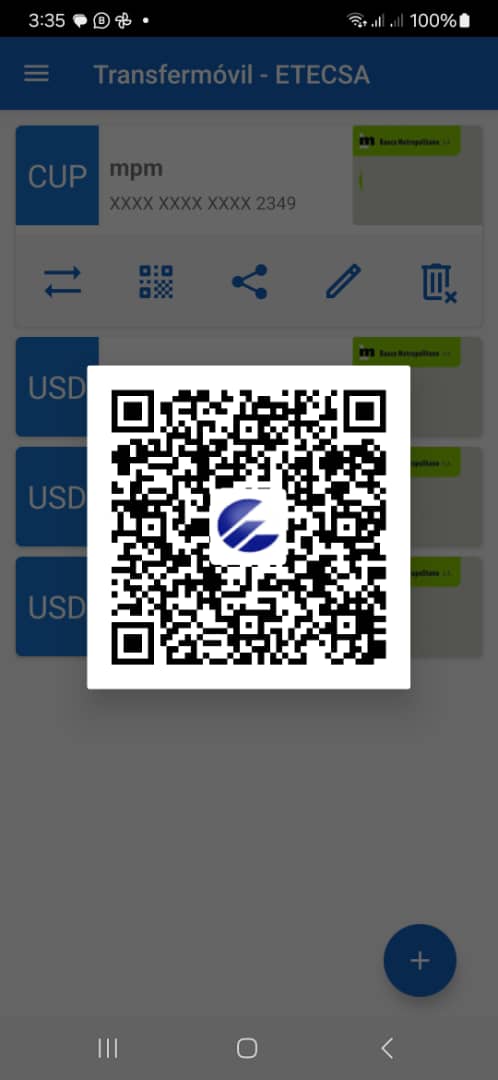 3:35
100%
Transfermóvil - ETECSA
CUP
mpm
XXXX XXXX XXXX 2349
Banco Metropolitano S.A.
USD
Banco Metropolitano S.A.
USD
politano S.A.
USD
politano S.A.